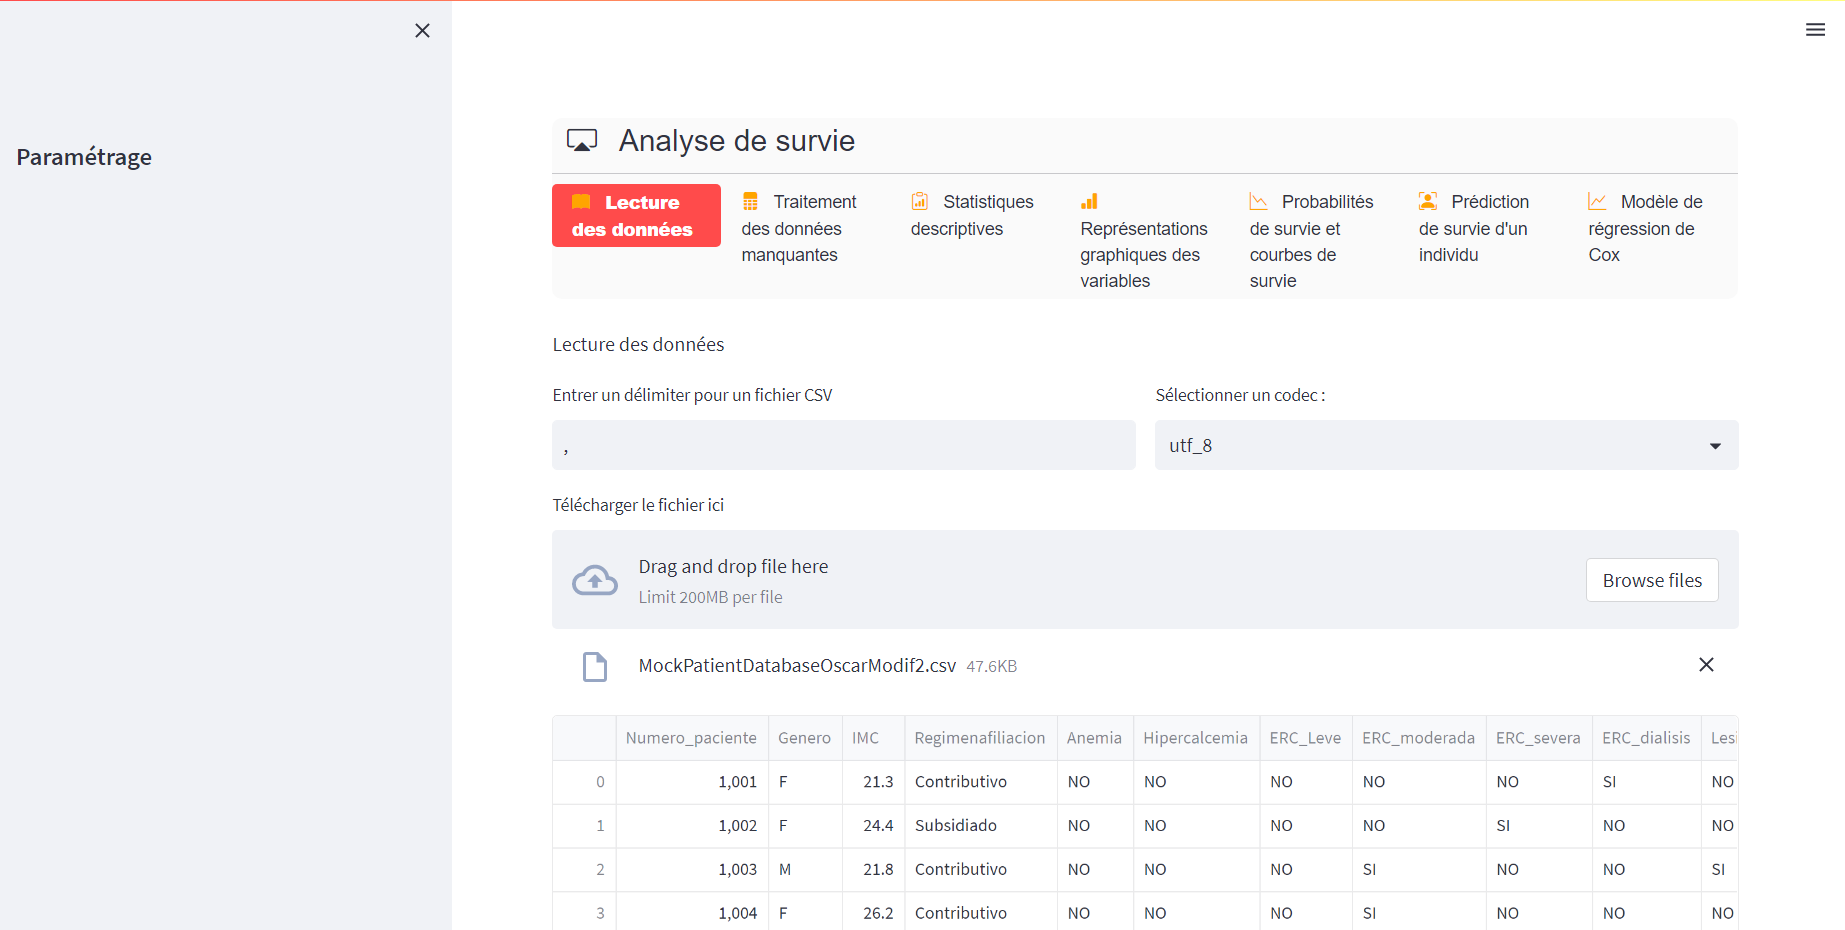 Paramétrage
Analyse de survie
Lecture
des données
Traitement
des données
manquantes
Statistiques
descriptives
Représentations
graphiques des
variables
Probabilités
de survie et
courbes de
survie
Prédiction
de survie d'un
individu
Modèle de
régression de
Cox
Lecture des données
Entrer un délimiter pour un fichier CSV
Sélectionner un codec :
,
utf_8
Télécharger le fichier ici
Drag and drop file here
Limit 200MB per file
Browse files
MockPatientDatabaseOscarModif2.csv 47.6KB
Numero_paciente Genero IMC Regimenafiliacion Anemia Hipercalcemia ERC_Leve ERC_moderada ERC_severa ERC_dialisis Lesi
0 1,001 F 21.3 Contributivo NO NO NO NO NO SI NO
1 1,002 F 24.4 Subsidiado NO NO NO NO SI NO NO
2 1,003 M 21.8 Contributivo NO NO NO SI NO NO SI
3 1,004 F 26.2 Contributivo NO NO NO SI NO NO NO